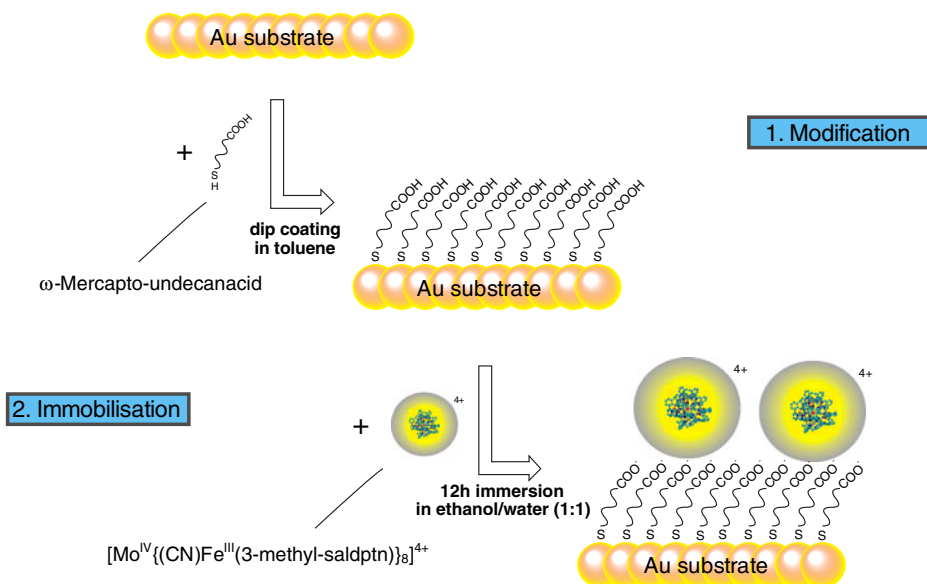 Au substrate
1. Modification
+
COOH
S
H
dip coating
in toluene
ω-Mercapto-undecanacid
COOH COOH COOH COOH COOH COOH COOH COOH COOH COOH
S S S S S S S S S S
Au substrate
2. Immobilisation
+
4+
4+
4+
12h immersion
in ethanol/water (1:1)
COO⁻ COO⁻ COO⁻ COO⁻ COO⁻ COO⁻ COO⁻ COO⁻ COO⁻ COO⁻
S S S S S S S S S S
[Mo^IV{(CN)Fe^III(3-methyl-saldptn)}₈]⁴⁺
Au substrate